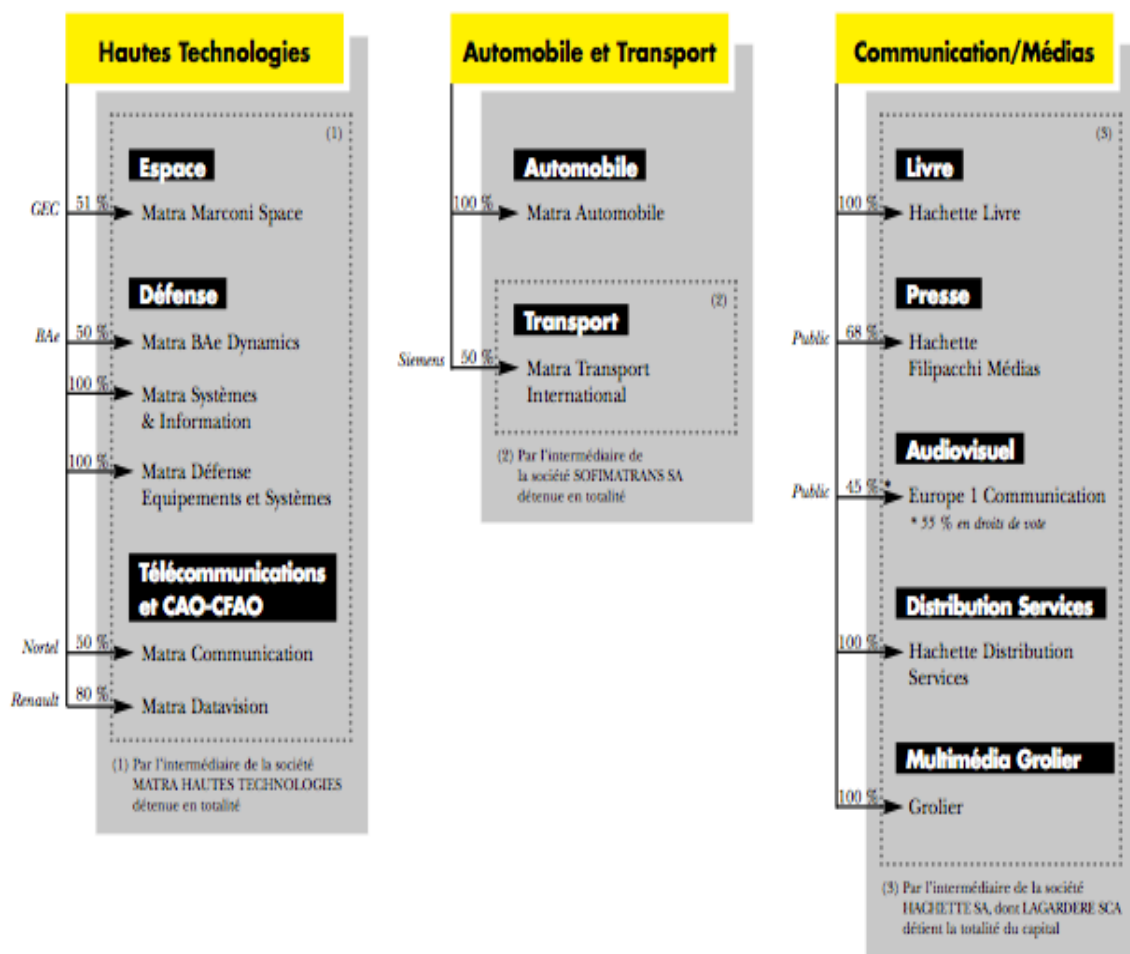 Hautes Technologies
(1)
Espace
GEC 51 % Matra Marconi Space
Défense
BAe 50 % Matra BAe Dynamics
100 % Matra Systèmes
& Information
100 % Matra Défense
Equipements et Systèmes
Télécommunications
et CAO-CFAO
Nortel 50 % Matra Communication
Renault 80 % Matra Datavision
(1) Par l'intermédiaire de la société
MATRA HAUTES TECHNOLOGIES
détenue en totalité
Automobile et Transport
Automobile
100 % Matra Automobile
(2)
Transport
Siemens 50 % Matra Transport
International
(2) Par l'intermédiaire de
la société SOFIMATRANS SA
détenue en totalité
Communication/Médias
(3)
Livre
100 % Hachette Livre
Presse
Public 68 % Hachette
Filipacchi Médias
Audiovisuel
Public 45 % * Europe 1 Communication
* 55 % en droits de vote
Distribution Services
100 % Hachette Distribution
Services
Multimédia Grolier
100 % Grolier
(3) Par l'intermédiaire de la société
HACHETTE SA, dont LAGARDERE SCA
détient la totalité du capital